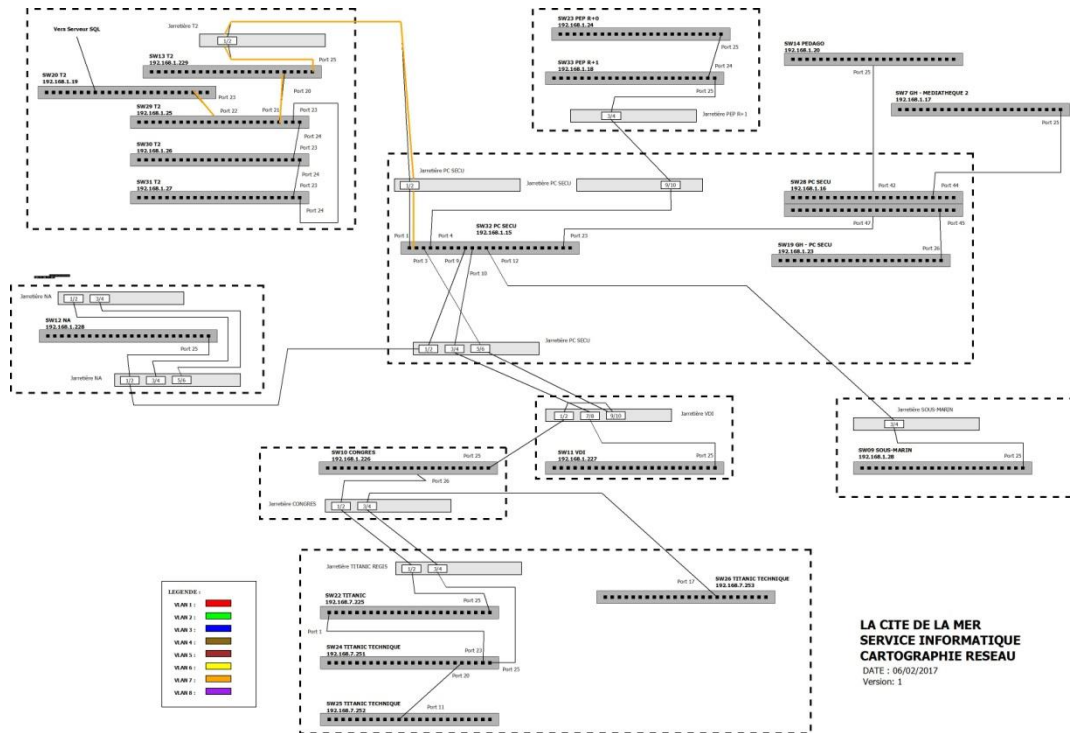 Jarretière T2
1/2
Vers Serveur SQL
SW13 T2
192.168.1.229
Port 25
SW20 T2
192.168.1.19
Port 20
Port 23
SW29 T2
192.168.1.25
Port 22
Port 21
Port 23
Port 24
SW30 T2
192.168.1.26
Port 23
Port 24
SW31 T2
192.168.1.27
Port 23
Port 24
SW23 PEP R+0
192.168.1.24
Port 25
SW33 PEP R+1
192.168.1.18
Port 24
Port 25
3/4
Jarretière PEP R+1
SW14 PEDAGO
192.168.1.20
Port 25
SW7 GH - MEDIATHEQUE 2
192.168.1.17
Port 25
Jarretière PC SECU
1/2
Jarretière PC SECU
9/10
SW28 PC SECU
192.168.1.16
Port 42
Port 44
Port 47
Port 45
SW32 PC SECU
192.168.1.15
Port 4
Port 23
Port 10
Port 12
SW19 GH - PC SECU
192.168.1.23
Port 26
1/2
3/4
5/6
Jarretière PC SECU
Jarretière NA
1/2
3/4
SW12 NA
192.168.1.228
Port 25
Jarretière NA
1/2
3/4
5/6
1/2
7/8
9/10
Jarretière VDI
SW11 VDI
192.168.1.227
Port 25
Jarretière SOUS-MARIN
3/4
SW09 SOUS-MARIN
192.168.1.28
Port 25
SW10 CONGRES
192.168.1.226
Port 25
Port 26
Jarretière CONGRES
1/2
3/4
Jarretière TITANIC REGIS
1/2
3/4
SW22 TITANIC
192.168.7.225
Port 25
Port 1
SW24 TITANIC TECHNIQUE
192.168.7.251
Port 23
Port 25
Port 20
SW25 TITANIC TECHNIQUE
192.168.7.252
Port 11
Port 17
SW26 TITANIC TECHNIQUE
192.168.7.253
LEGENDE :
VLAN 1 :
VLAN 2 :
VLAN 3 :
VLAN 4 :
VLAN 5 :
VLAN 6 :
VLAN 7 :
VLAN 8 :
LA CITE DE LA MER
SERVICE INFORMATIQUE
CARTOGRAPHIE RESEAU
DATE : 06/02/2017
Version: 1